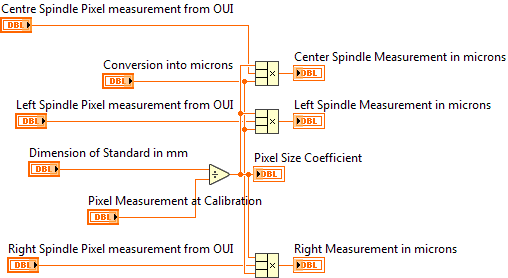 Centre Spindle Pixel measurement from OUI
DBL
Center Spindle Measurement in microns
Conversion into microns
DBL
×
DBL
Left Spindle Pixel measurement from OUI
Left Spindle Measurement in microns
DBL
×
DBL
Dimension of Standard in mm
Pixel Size Coefficient
DBL
÷
DBL
Pixel Measurement at Calibration
DBL
Right Spindle Pixel measurement from OUI
Right Measurement in microns
DBL
×
DBL